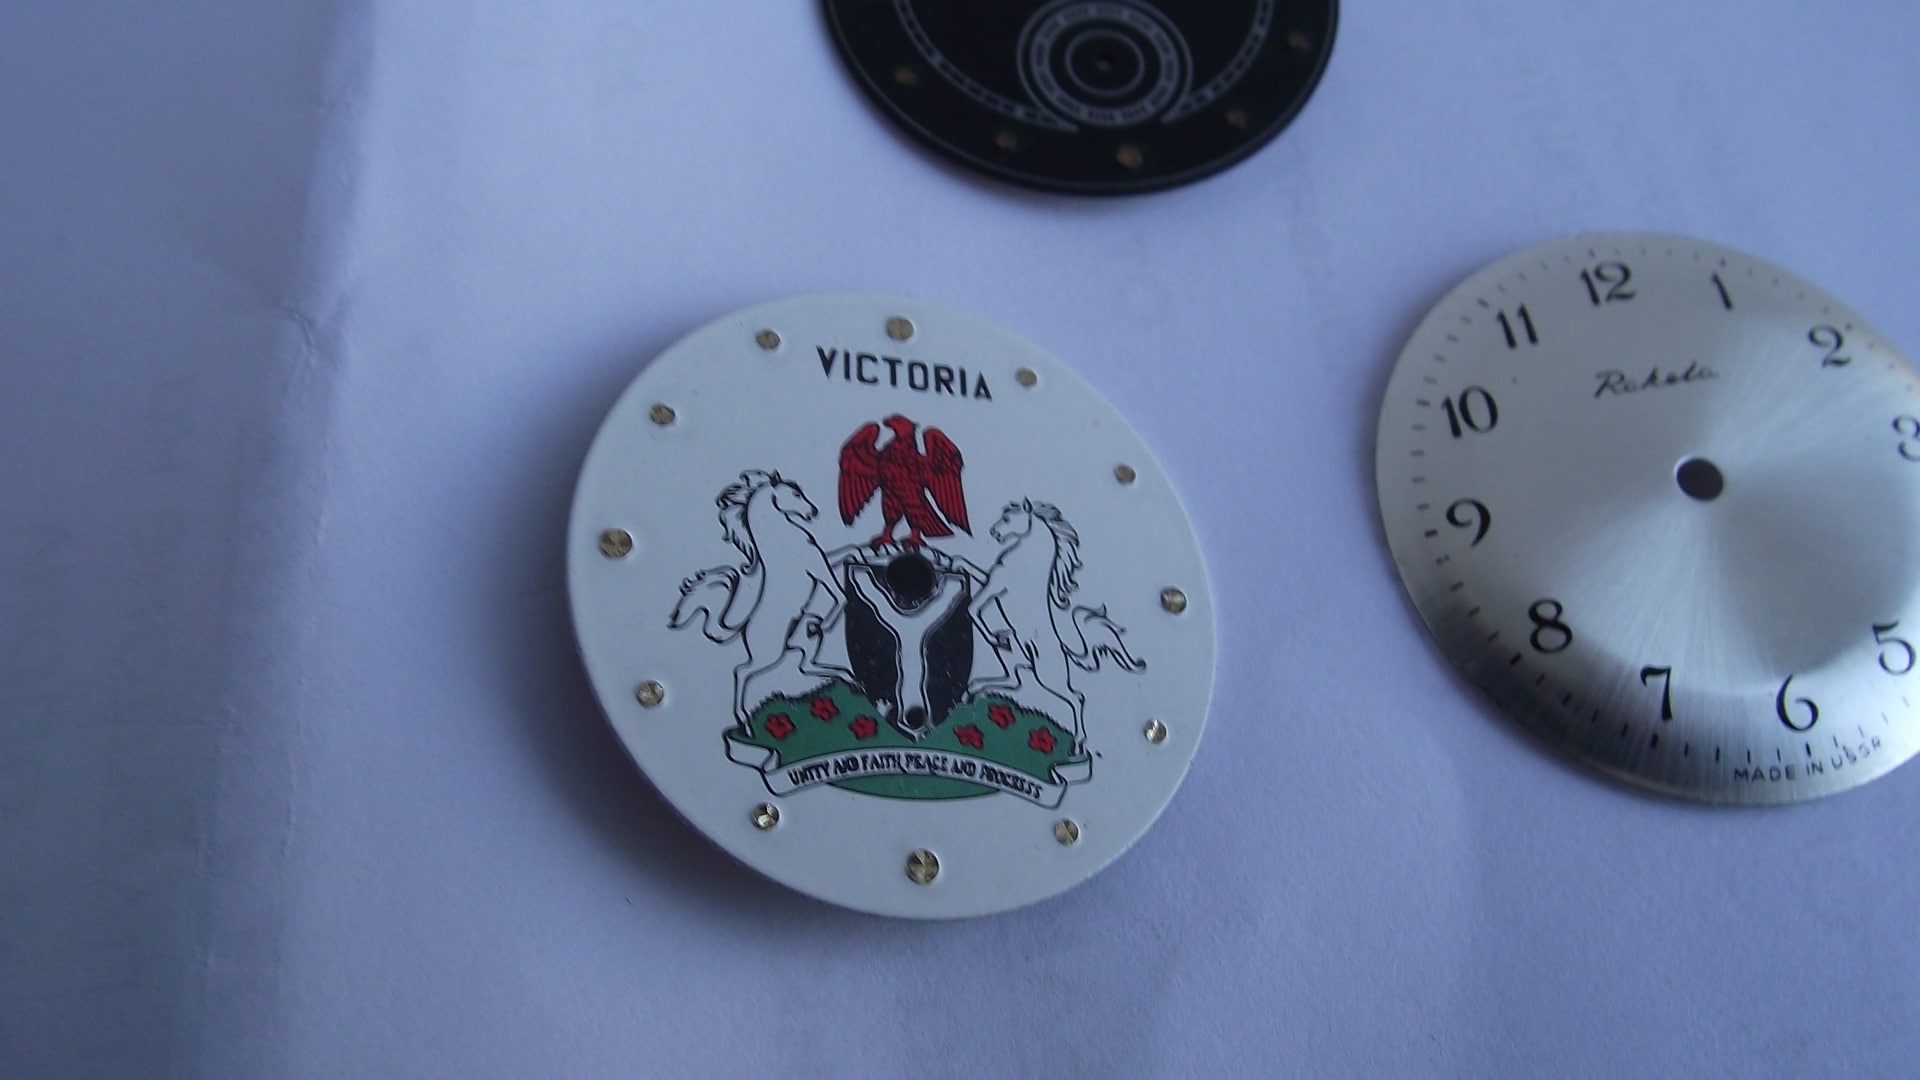 VICTORIA
UNITY AND FAITH, PEACE AND PROGRESS
12
1
2
3
5
6
7
8
9
10
11
Raketa
MADE IN USSR